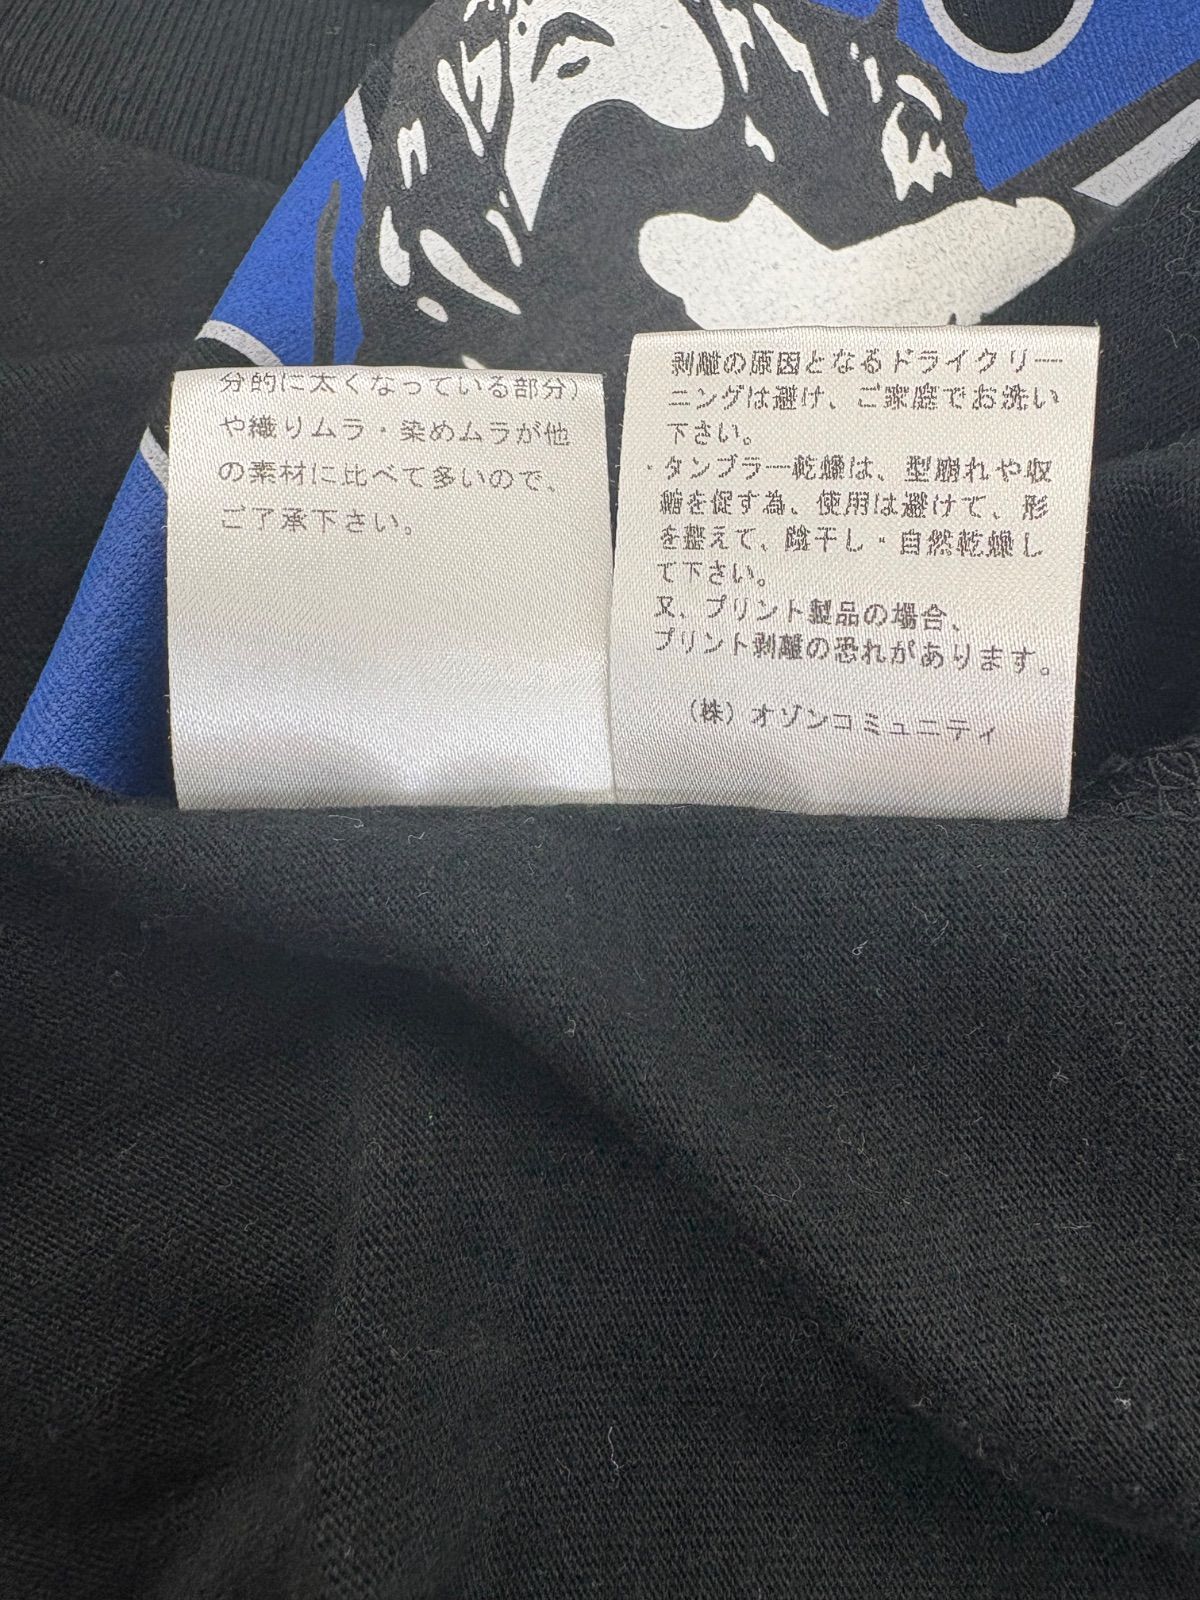 分的に太くなっている部分）
や織りムラ・染めムラが他
の素材に比べて多いので、
ご了承下さい。
剥離の原因となるドライクリー
ニングは避け、ご家庭でお洗い
下さい。
・タンブラー乾燥は、型崩れや収
縮を促す為、使用は避けて、形
を整えて、陰干し・自然乾燥し
て下さい。
又、プリント製品の場合、
プリント剥離の恐れがあります。
（株）オゾンコミュニティ